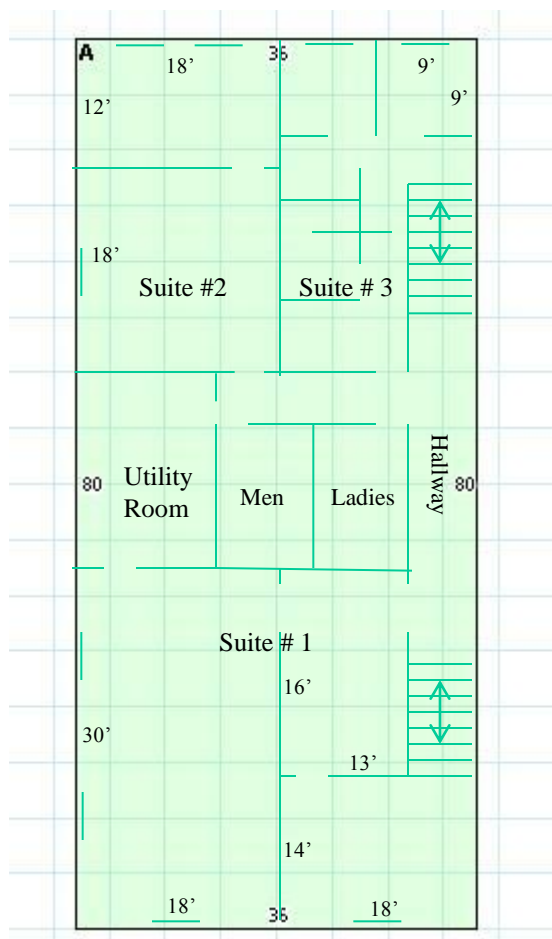 A
36
18’
9’
12’
9’
18’
Suite #2
Suite # 3
80
Utility
Room
Men
Ladies
Hallway
80
Suite # 1
16’
30’
13’
14’
18’
36
18’